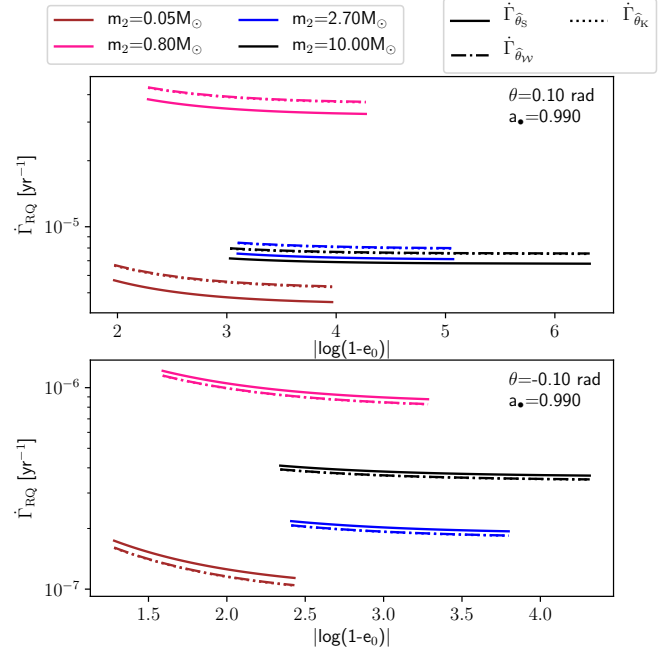 m₂=0.05M⊙ m₂=2.70M⊙
m₂=0.80M⊙ m₂=10.00M⊙
Γ̇_θ̂_S Γ̇_θ̂_K
Γ̇_θ̂_𝒲
θ=0.10 rad
a•=0.990
Γ̇_RQ [yr⁻¹]
10⁻⁵
2 3 4 5 6
|log(1-e₀)|
θ=-0.10 rad
a•=0.990
Γ̇_RQ [yr⁻¹]
10⁻⁶
10⁻⁷
1.5 2.0 2.5 3.0 3.5 4.0
|log(1-e₀)|